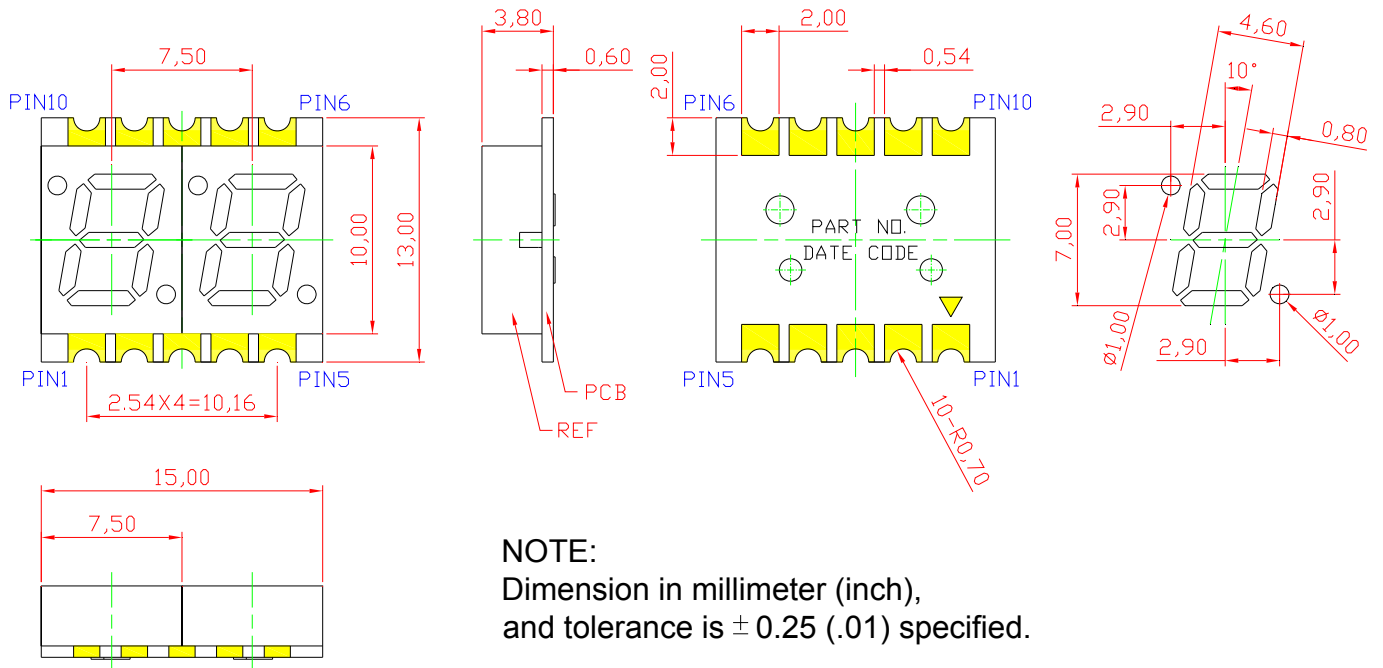 7,50
PIN10
PIN6
10,00
13,00
PIN1
PIN5
2.54X4=10,16
3,80
0,60
PCB
REF
2,00
0,54
2,00
PIN6
PIN10
PART NO.
DATE CODE
PIN5
PIN1
10-R0,70
4,60
10°
2,90
0,80
2,90
7,00
2,90
ø1,00
2,90
ø1,00
15,00
7,50
NOTE:
Dimension in millimeter (inch),
and tolerance is ± 0.25 (.01) specified.